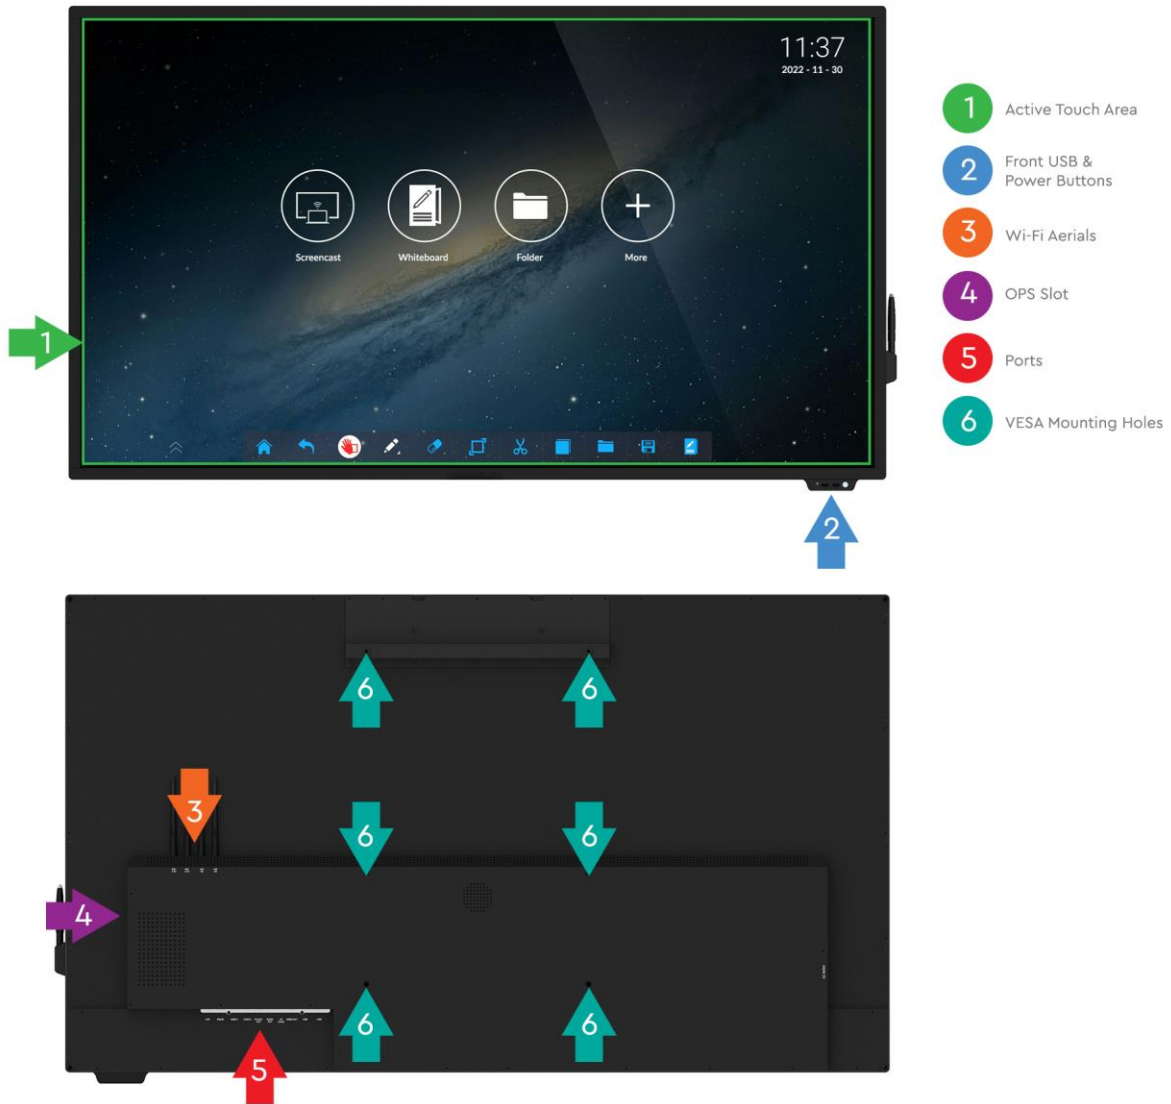 11:37
2022 - 11 - 30
Screencast
Whiteboard
Folder
More
1
2
1 Active Touch Area
2 Front USB &
Power Buttons
3 Wi-Fi Aerials
4 OPS Slot
5 Ports
6 VESA Mounting Holes
6 6
3
6 6
4
6 6
5